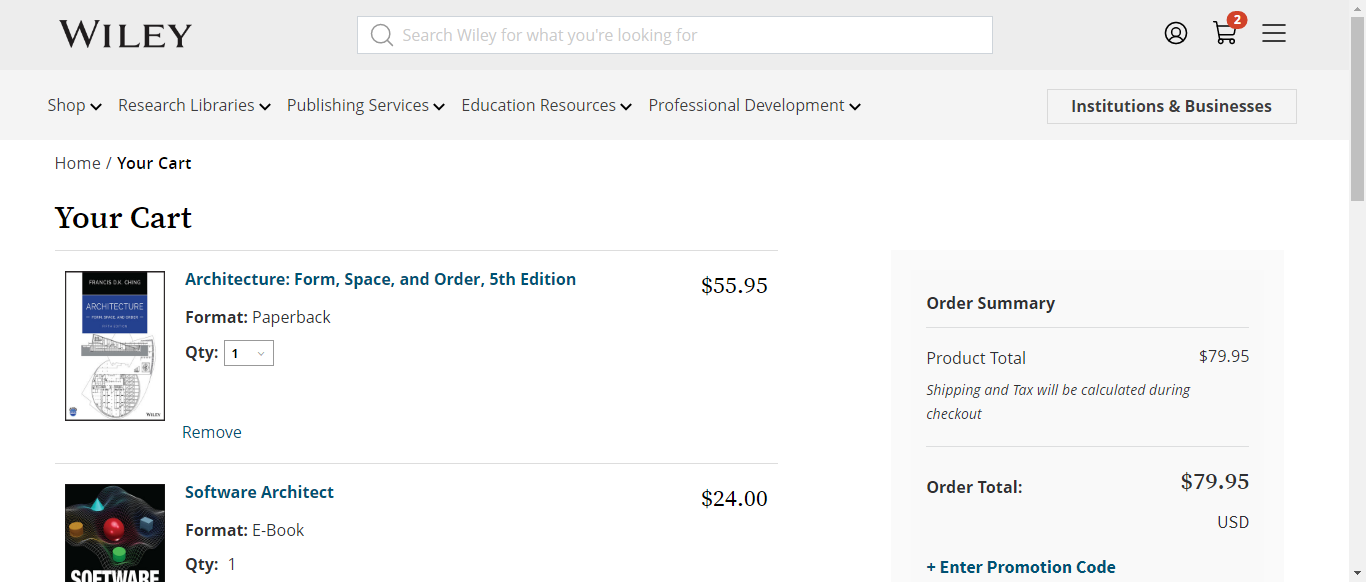 WILEY
Search Wiley for what you're looking for
2
Shop
Research Libraries
Publishing Services
Education Resources
Professional Development
Institutions & Businesses
Home / Your Cart
Your Cart
FRANCIS D.K. CHING
ARCHITECTURE
FORM, SPACE, AND ORDER
FIFTH EDITION
WILEY
Architecture: Form, Space, and Order, 5th Edition
$55.95
Format: Paperback
Qty: 1
Remove
SOFTWARE
Software Architect
$24.00
Format: E-Book
Qty: 1
Order Summary
Product Total $79.95
Shipping and Tax will be calculated during
checkout
Order Total: $79.95
USD
+ Enter Promotion Code